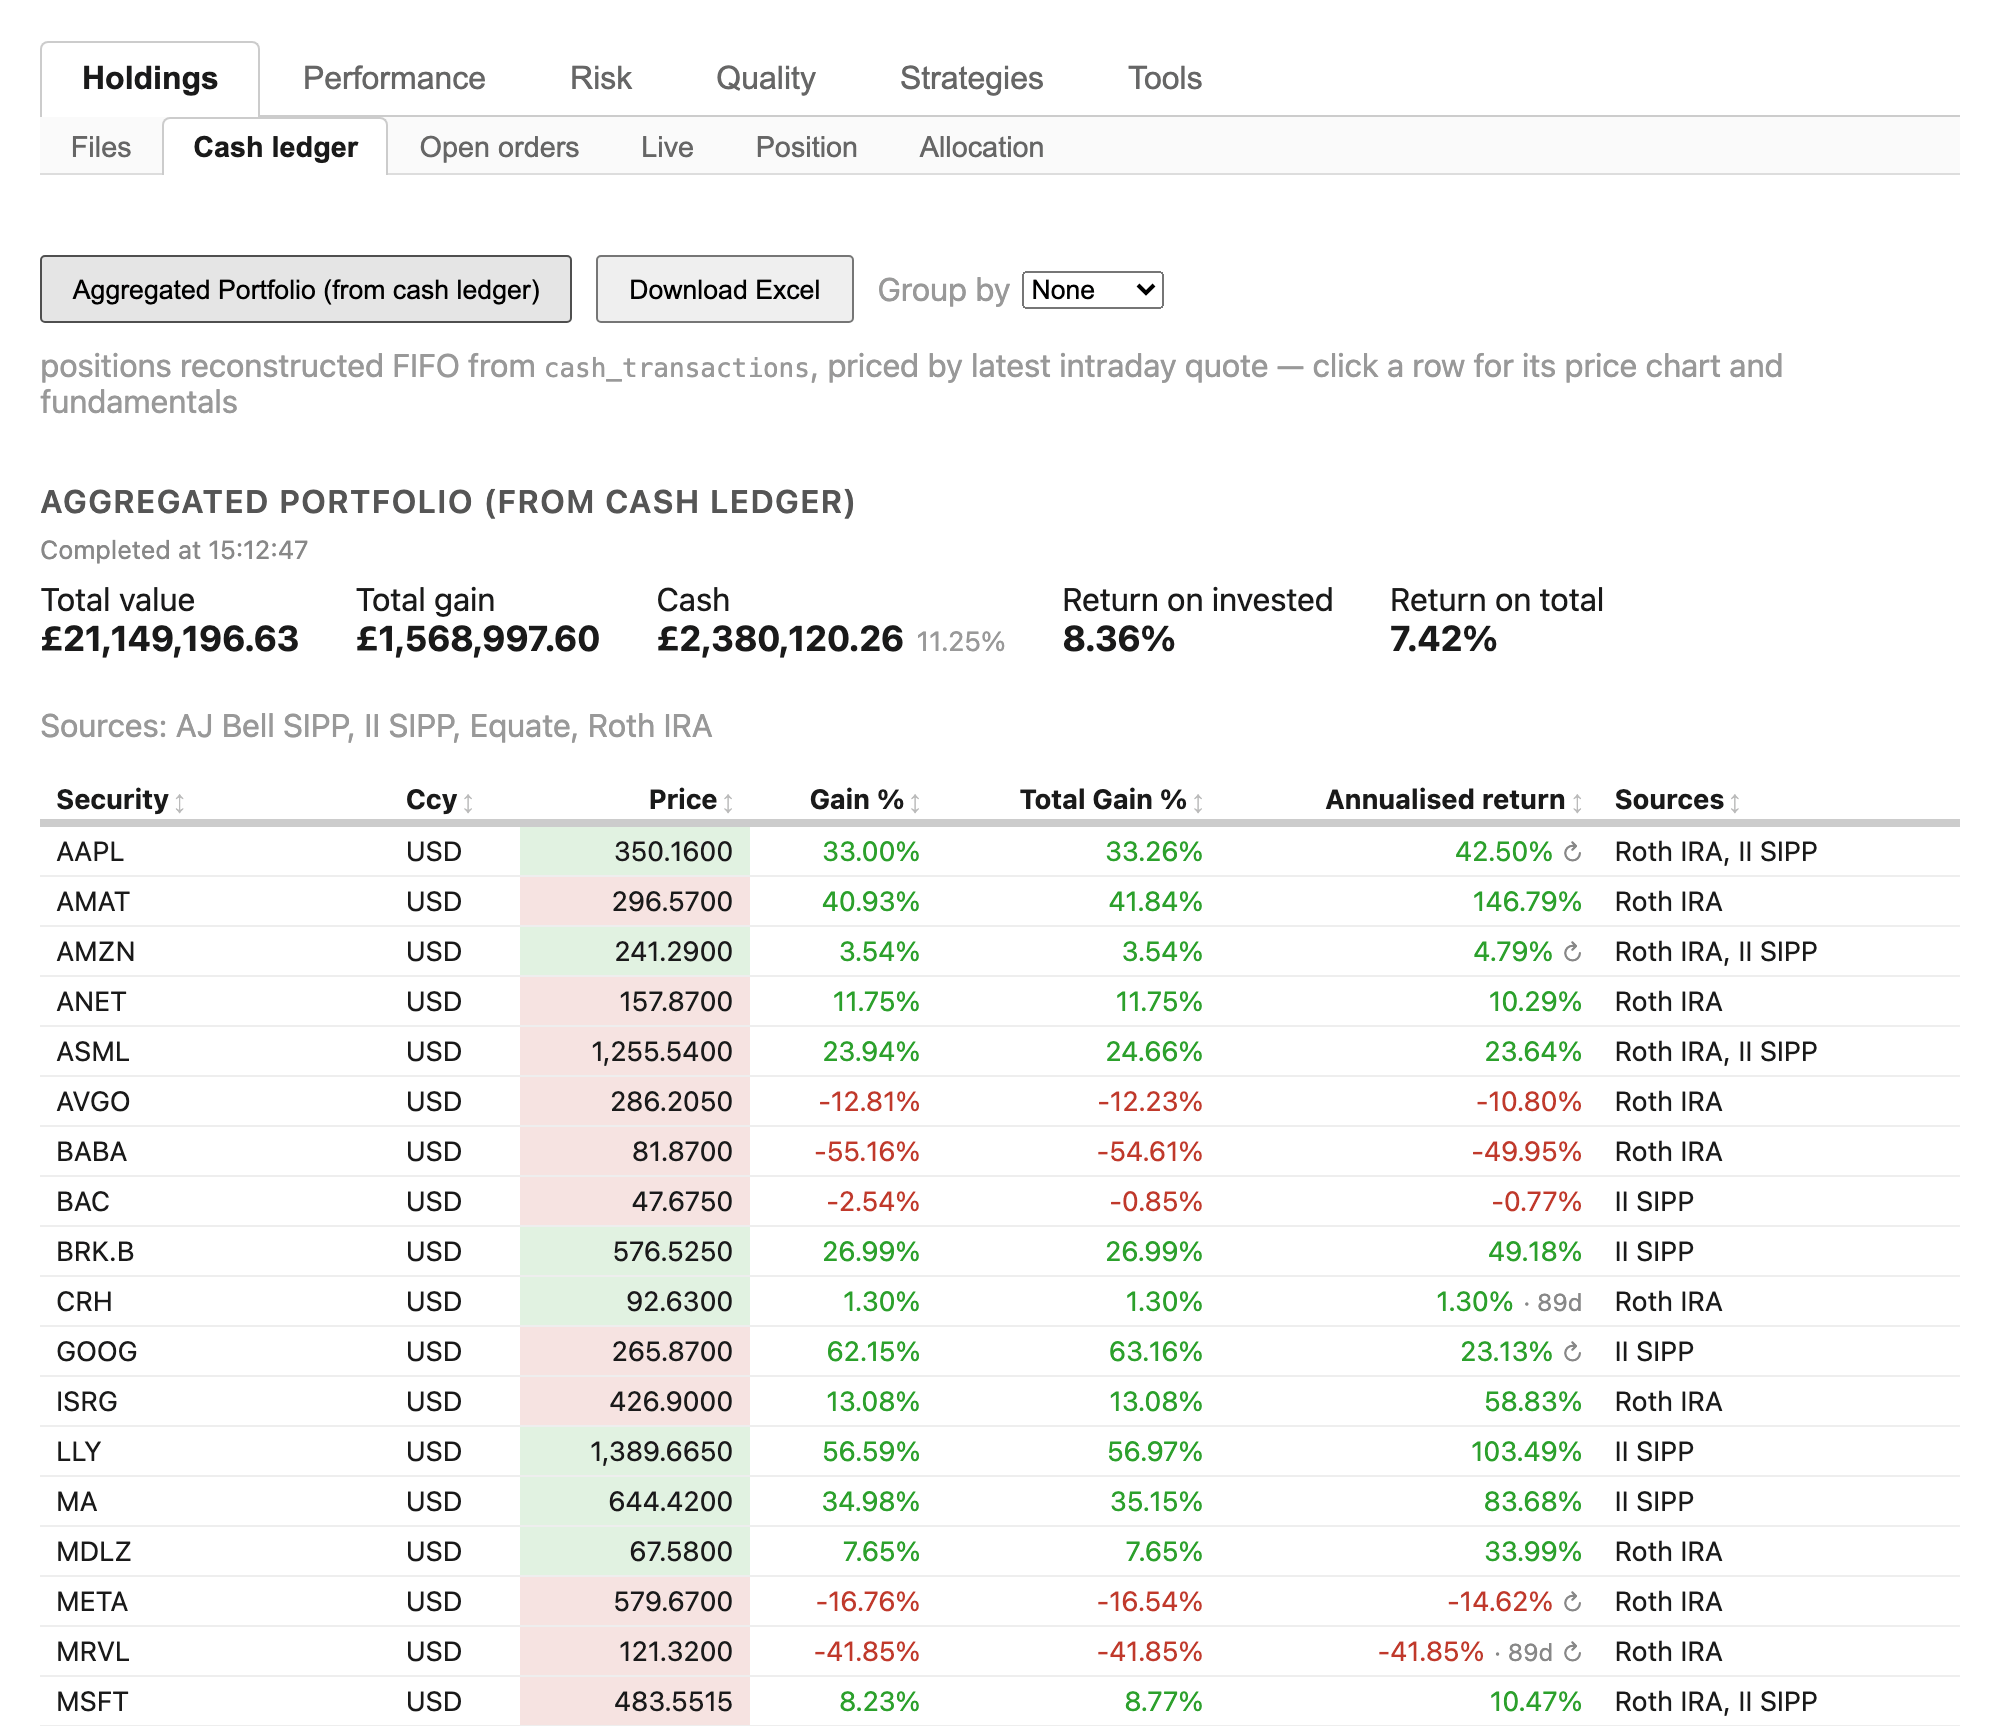 Holdings Performance Risk Quality Strategies Tools
Files Cash ledger Open orders Live Position Allocation
Aggregated Portfolio (from cash ledger) Download Excel Group by None
positions reconstructed FIFO from cash_transactions, priced by latest intraday quote — click a row for its price chart and
fundamentals
AGGREGATED PORTFOLIO (FROM CASH LEDGER)
Completed at 15:12:47
Total value Total gain Cash Return on invested Return on total
£21,149,196.63 £1,568,997.60 £2,380,120.26 11.25% 8.36% 7.42%
Sources: AJ Bell SIPP, II SIPP, Equate, Roth IRA
Security Ccy Price Gain % Total Gain % Annualised return Sources
AAPL USD 350.1600 33.00% 33.26% 42.50% ↻ Roth IRA, II SIPP
AMAT USD 296.5700 40.93% 41.84% 146.79% Roth IRA
AMZN USD 241.2900 3.54% 3.54% 4.79% ↻ Roth IRA, II SIPP
ANET USD 157.8700 11.75% 11.75% 10.29% Roth IRA
ASML USD 1,255.5400 23.94% 24.66% 23.64% Roth IRA, II SIPP
AVGO USD 286.2050 -12.81% -12.23% -10.80% Roth IRA
BABA USD 81.8700 -55.16% -54.61% -49.95% Roth IRA
BAC USD 47.6750 -2.54% -0.85% -0.77% II SIPP
BRK.B USD 576.5250 26.99% 26.99% 49.18% II SIPP
CRH USD 92.6300 1.30% 1.30% 1.30% · 89d Roth IRA
GOOG USD 265.8700 62.15% 63.16% 23.13% ↻ II SIPP
ISRG USD 426.9000 13.08% 13.08% 58.83% Roth IRA
LLY USD 1,389.6650 56.59% 56.97% 103.49% II SIPP
MA USD 644.4200 34.98% 35.15% 83.68% II SIPP
MDLZ USD 67.5800 7.65% 7.65% 33.99% Roth IRA
META USD 579.6700 -16.76% -16.54% -14.62% ↻ Roth IRA
MRVL USD 121.3200 -41.85% -41.85% -41.85% · 89d ↻ Roth IRA
MSFT USD 483.5515 8.23% 8.77% 10.47% Roth IRA, II SIPP